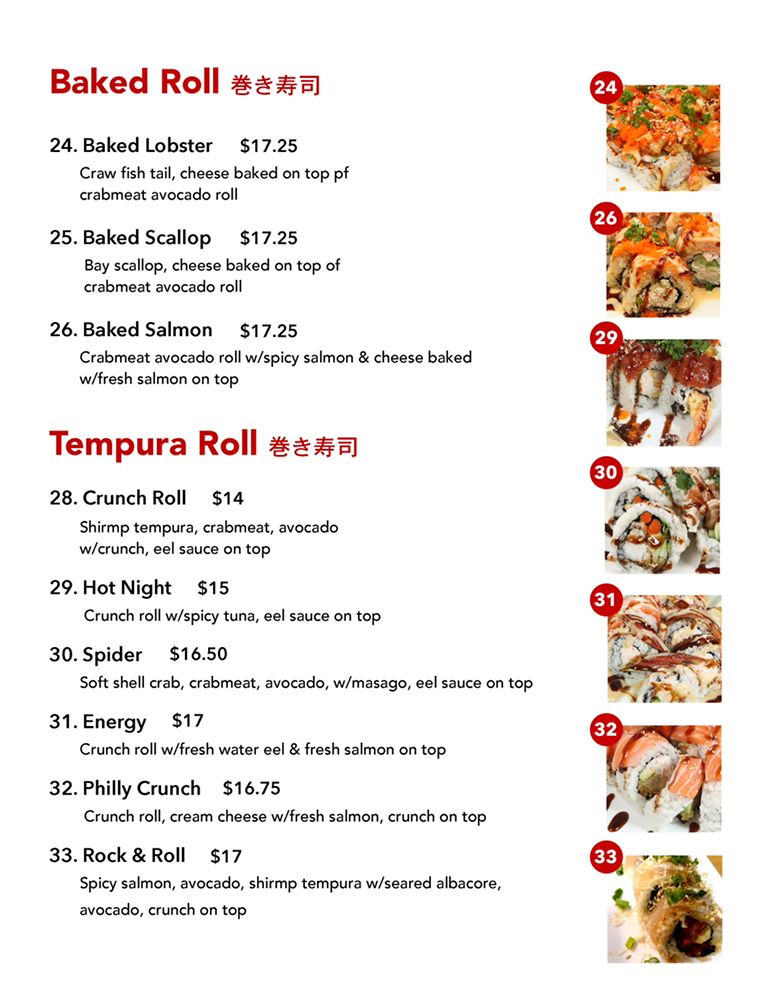 Baked Roll 巻き寿司
24
24. Baked Lobster $17.25
Craw fish tail, cheese baked on top pf
crabmeat avocado roll
26
25. Baked Scallop $17.25
Bay scallop, cheese baked on top of
crabmeat avocado roll
26. Baked Salmon $17.25
29
Crabmeat avocado roll w/spicy salmon & cheese baked
w/fresh salmon on top
Tempura Roll 巻き寿司
30
28. Crunch Roll $14
Shirmp tempura, crabmeat, avocado
w/crunch, eel sauce on top
29. Hot Night $15
31
Crunch roll w/spicy tuna, eel sauce on top
30. Spider $16.50
Soft shell crab, crabmeat, avocado, w/masago, eel sauce on top
31. Energy $17
32
Crunch roll w/fresh water eel & fresh salmon on top
32. Philly Crunch $16.75
Crunch roll, cream cheese w/fresh salmon, crunch on top
33. Rock & Roll $17
33
Spicy salmon, avocado, shirmp tempura w/seared albacore,
avocado, crunch on top